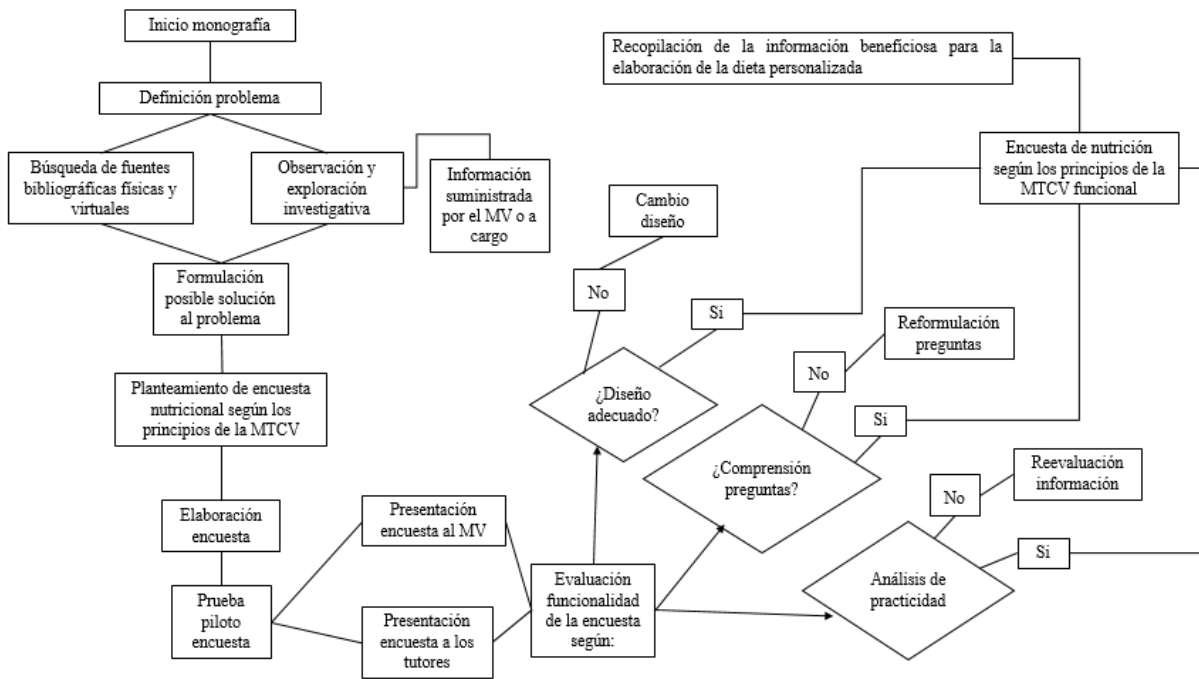 Inicio monografía
Definición problema
Búsqueda de fuentes
bibliográficas físicas y
virtuales
Observación y
exploración
investigativa
Información
suministrada
por el MV o a
cargo
Formulación
posible solución
al problema
Planteamiento de encuesta
nutricional según los
principios de la MTCV
Elaboración
encuesta
Prueba
piloto
encuesta
Presentación
encuesta al MV
Presentación
encuesta a los
tutores
Evaluación
funcionalidad
de la encuesta
según:
¿Diseño
adecuado?
No
Cambio
diseño
Si
¿Comprensión
preguntas?
No
Reformulación
preguntas
Si
Análisis de
practicidad
No
Reevaluación
información
Si
Encuesta de nutrición
según los principios de la
MTCV funcional
Recopilación de la información beneficiosa para la
elaboración de la dieta personalizada